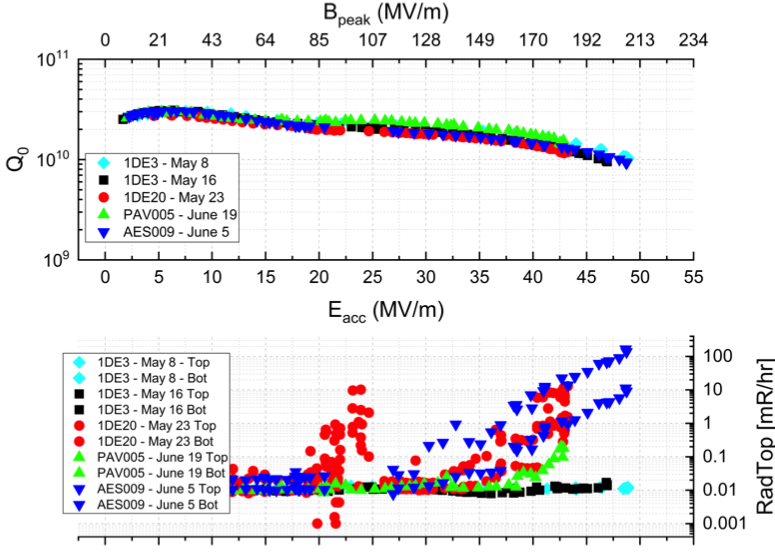 B_peak (MV/m)
0 21 43 64 85 107 128 149 170 192 213 234
10^11
10^10
10^9
Q_0
1DE3 - May 8
1DE3 - May 16
1DE20 - May 23
PAV005 - June 19
AES009 - June 5
0 5 10 15 20 25 30 35 40 45 50 55
E_acc (MV/m)
1DE3 - May 8 - Top
1DE3 - May 8 - Bot
1DE3 - May 16 Top
1DE3 - May 16 Bot
1DE20 - May 23 Top
1DE20 - May 23 Bot
PAV005 - June 19 Top
PAV005 - June 19 Bot
AES009 - June 5 Top
AES009 - June 5 Bot
100
10
1
0.1
0.01
0.001
RadTop [mR/hr)